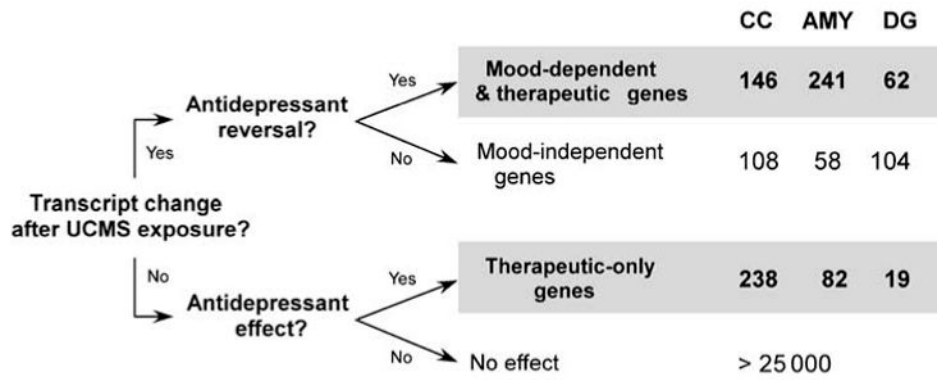 CC AMY DG
Mood-dependent
& therapeutic genes
146 241 62
Yes
Antidepressant
reversal?
No
Mood-independent
genes
108 58 104
Yes
Transcript change
after UCMS exposure?
No
Therapeutic-only
genes
238 82 19
Yes
Antidepressant
effect?
No
No effect
> 25 000